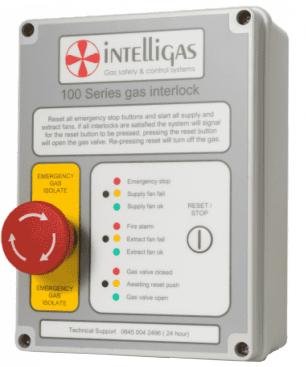 INTELLIGAS
Gas safety & control systems
100 Series gas interlock
Reset all emergency stop buttons and start all supply and
extract fans, if all interlocks are satisfied the system will signal
for the reset button to be pressed, pressing the reset button
will open the gas valve. Re-pressing reset will turn off the gas.
EMERGENCY
GAS
ISOLATE
Emergency stop
Supply fan fail
Supply fan ok
Fire alarm
Extract fan fail
Extract fan ok
Gas valve closed
Awaiting reset push
Gas valve open
RESET /
STOP
EMERGENCY
GAS
ISOLATE
Technical Support 0845 004 2496 ( 24 hour)